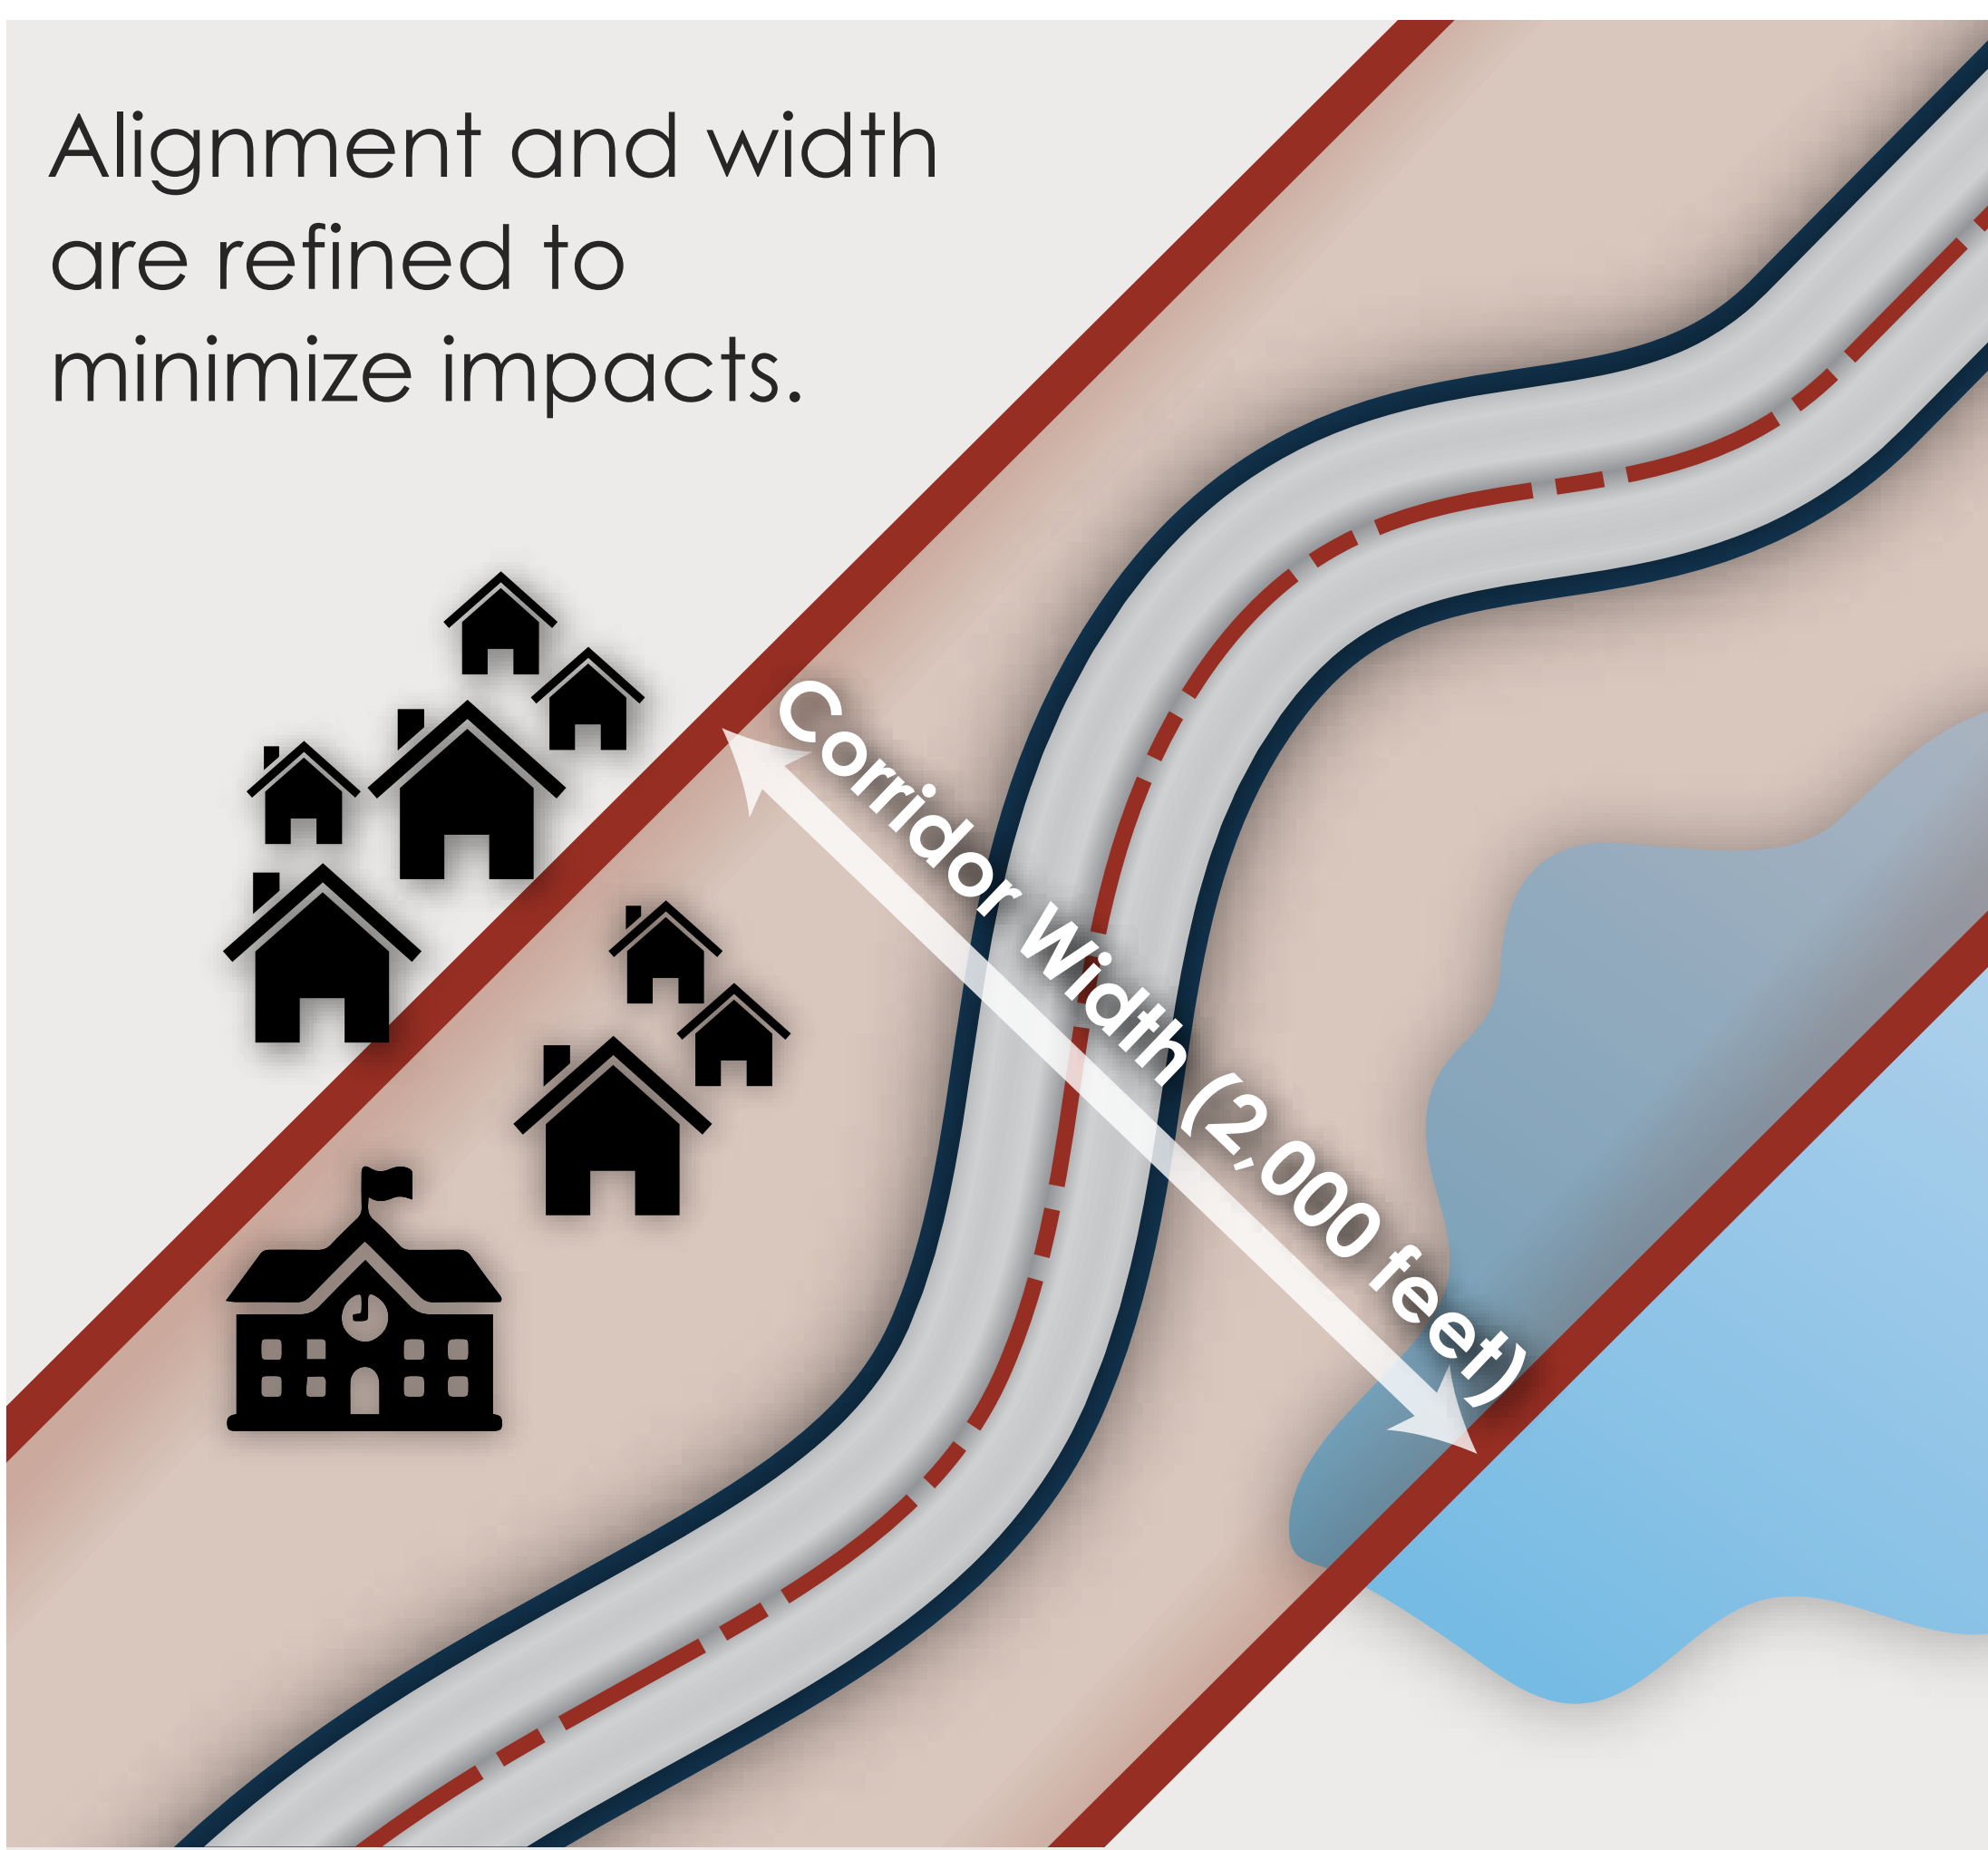 Alignment and width
are refined to
minimize impacts.
Corridor Width (2,000 feet)